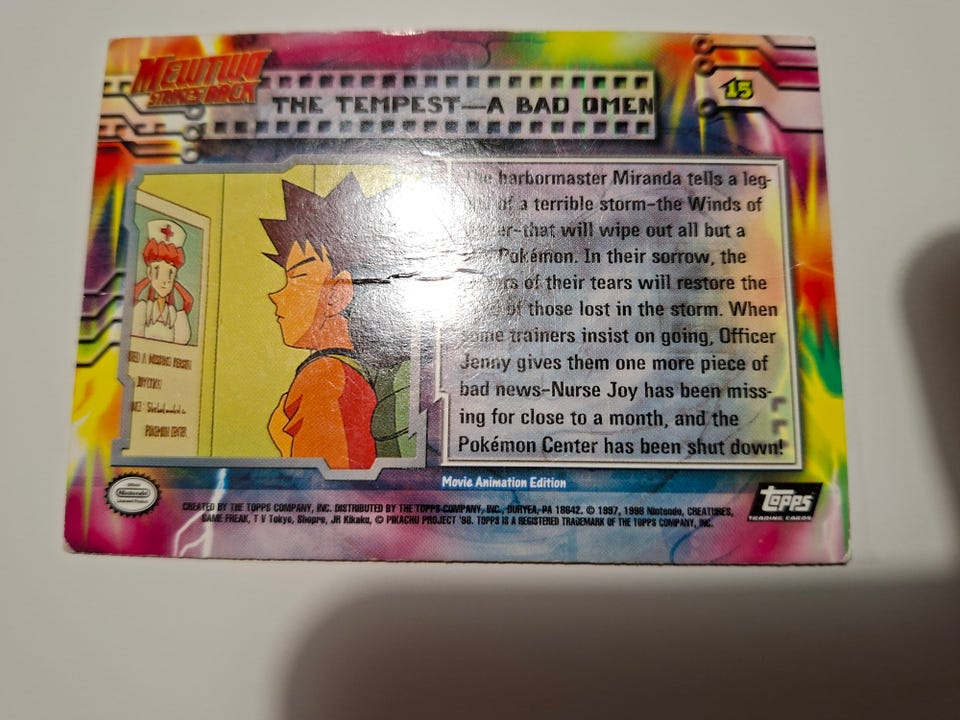 MEWTWO
STRIKES BACK
THE TEMPEST—A BAD OMEN
15
harbormaster Miranda tells a leg-
of a terrible storm–the Winds of
that will wipe out all but a
Pokémon. In their sorrow, the
of their tears will restore the
of those lost in the storm. When
some trainers insist on going, Officer
Jenny gives them one more piece of
bad news–Nurse Joy has been miss-
ing for close to a month, and the
Pokémon Center has been shut down!
A MISSING PERSON
JOY
POKEMON CENTER
Movie Animation Edition
Nintendo
CREATED BY THE TOPPS COMPANY, INC. DISTRIBUTED BY THE TOPPS COMPANY, INC., DURYEA, PA 18642. © 1997, 1998 Nintendo, CREATURES,
GAME FREAK, T V Tokyo, Shopro, JR Kikaku, © PIKACHU PROJECT '98. TOPPS IS A REGISTERED TRADEMARK OF THE TOPPS COMPANY, INC.
Topps
TRADING CARDS